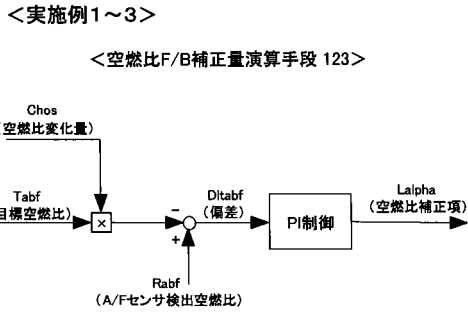 ＜実施例1～3＞
＜空燃比F/B補正量演算手段 123＞
Chos
空燃比変化量）
Tabf
目標空燃比）
×
−
+
Dltabf
（偏差）
PI制御
Lalpha
（空燃比補正項）
Rabf
（A/Fセンサ検出空燃比）